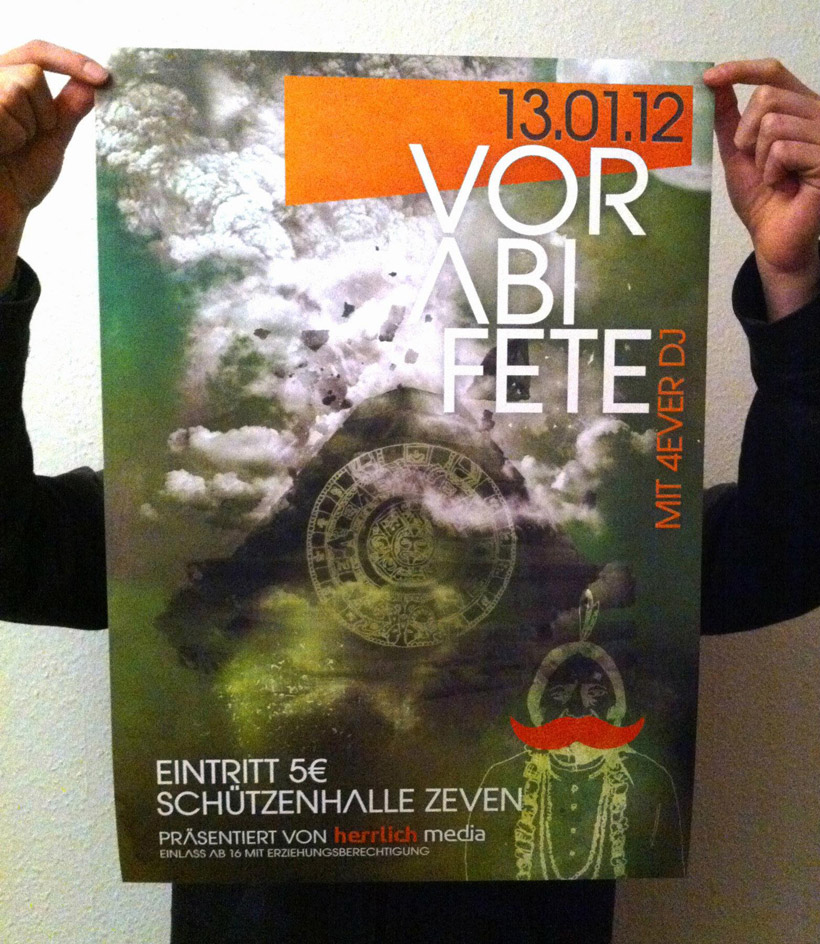 13.01.12
VOR
ABI
FETE
MIT 4EVER DJ
EINTRITT 5€
SCHÜTZENHALLE ZEVEN
PRÄSENTIERT VON herrlich media
EINLASS AB 16 MIT ERZIEHUNGSBERECHTIGUNG